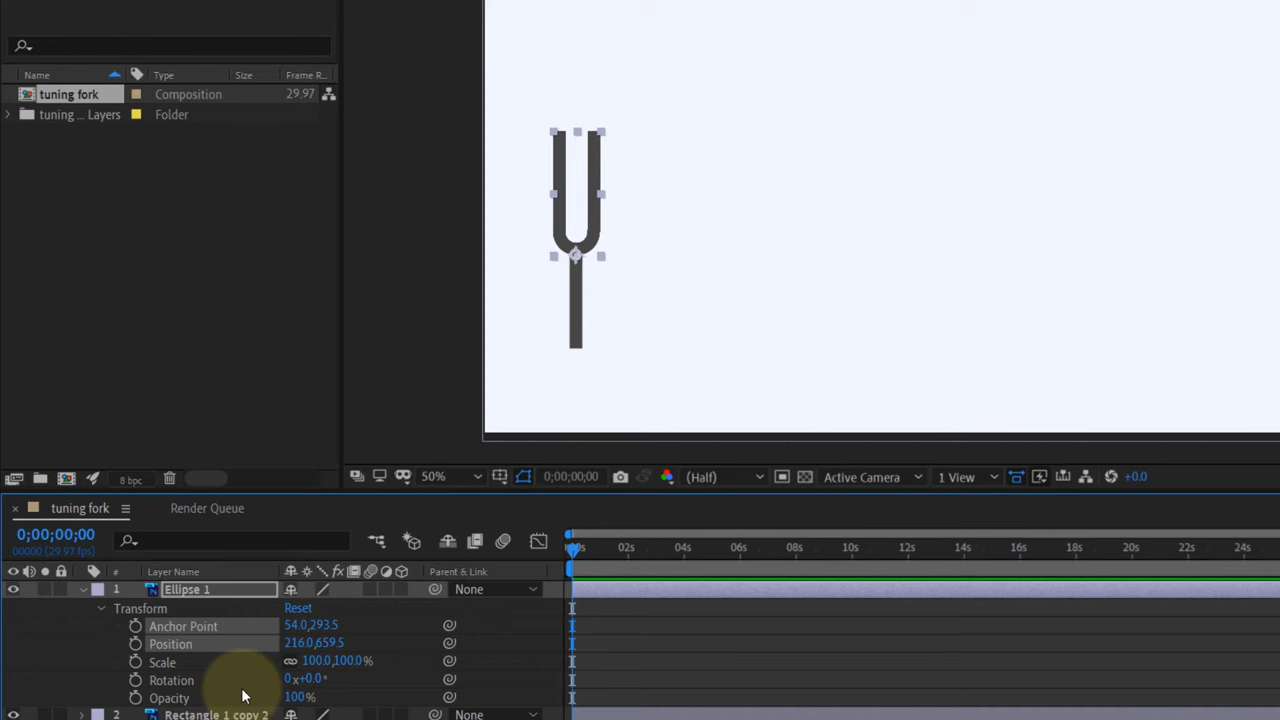 Name Type Size Frame R...
tuning fork Composition 29.97
tuning ... Layers Folder
8 bpc
50% 0;00;00;00 (Half) Active Camera 1 View +0.0
tuning fork Render Queue
0;00;00;00
00000 (29.97 fps)
00s 02s 04s 06s 08s 10s 12s 14s 16s 18s 20s 22s 24s
# Layer Name Parent & Link
1 Ellipse 1 None
Transform Reset
Anchor Point 54.0,293.5
Position 216.0,659.5
Scale 100.0,100.0%
Rotation 0x+0.0°
Opacity 100%
2 Rectangle 1 copy 2 None